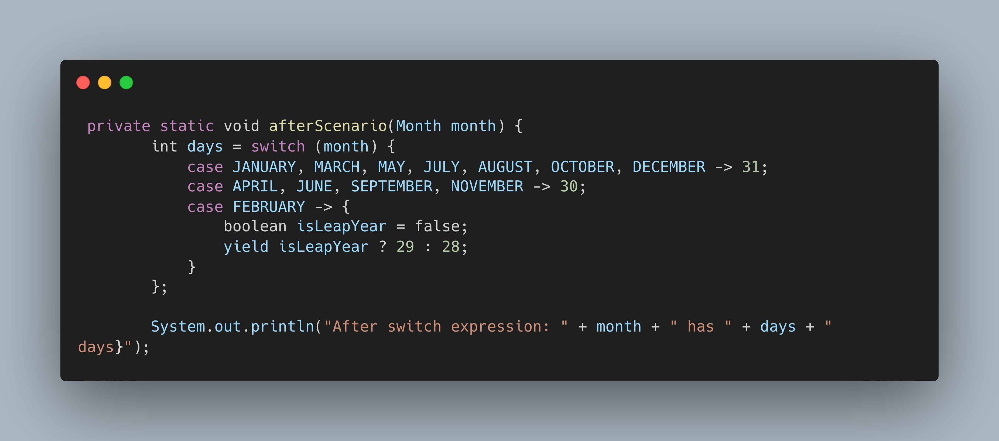 private static void afterScenario(Month month) {
int days = switch (month) {
case JANUARY, MARCH, MAY, JULY, AUGUST, OCTOBER, DECEMBER -> 31;
case APRIL, JUNE, SEPTEMBER, NOVEMBER -> 30;
case FEBRUARY -> {
boolean isLeapYear = false;
yield isLeapYear ? 29 : 28;
}
};
System.out.println("After switch expression: " + month + " has " + days + "
days}");